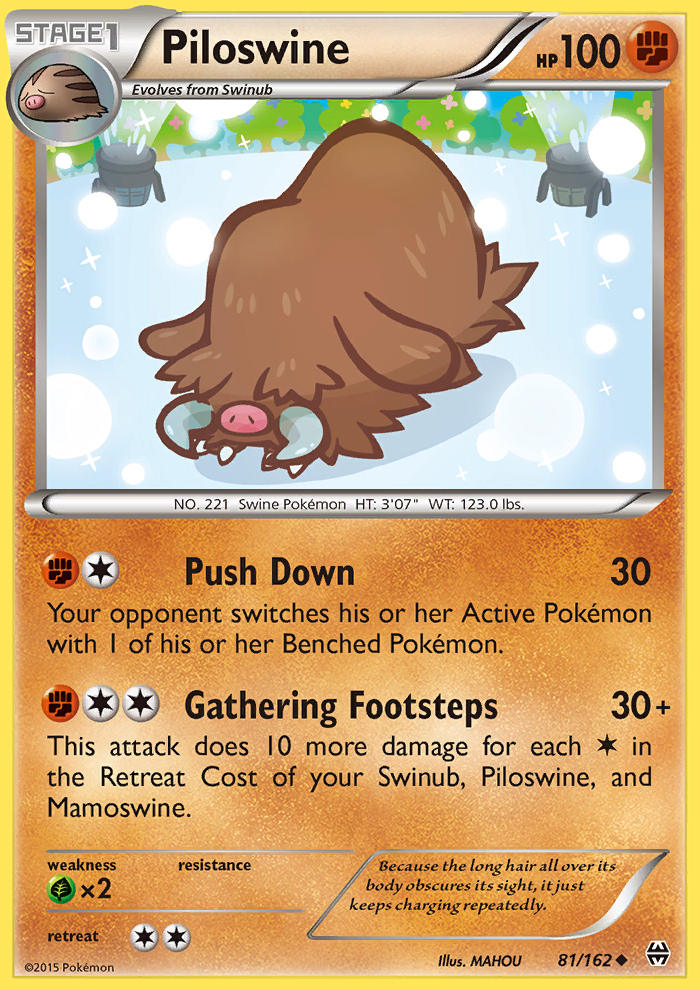 STAGE1
Piloswine
HP100
Evolves from Swinub
NO. 221 Swine Pokémon HT: 3'07" WT: 123.0 lbs.
Push Down 30
Your opponent switches his or her Active Pokémon
with 1 of his or her Benched Pokémon.
Gathering Footsteps 30+
This attack does 10 more damage for each in
the Retreat Cost of your Swinub, Piloswine, and
Mamoswine.
weakness resistance
×2
Because the long hair all over its
body obscures its sight, it just
keeps charging repeatedly.
retreat
Illus. MAHOU 81/162
©2015 Pokémon